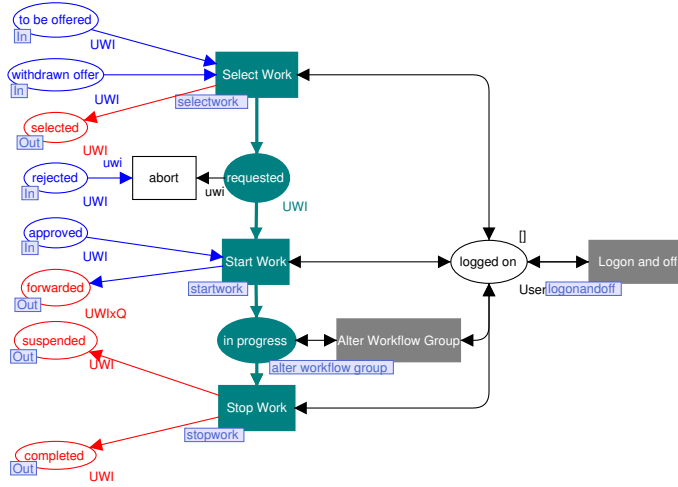 to be offered
In
UWI
withdrawn offer
In
UWI
Select Work
selectwork
selected
Out
UWI
uwi
rejected
In
UWI
abort
uwi
requested
UWI
approved
In
UWI
Start Work
startwork
[]
logged on
User
Logon and off
logonandoff
forwarded
Out
UWIxQ
suspended
Out
UWI
in progress
Alter Workflow Group
alter workflow group
Stop Work
stopwork
completed
Out
UWI